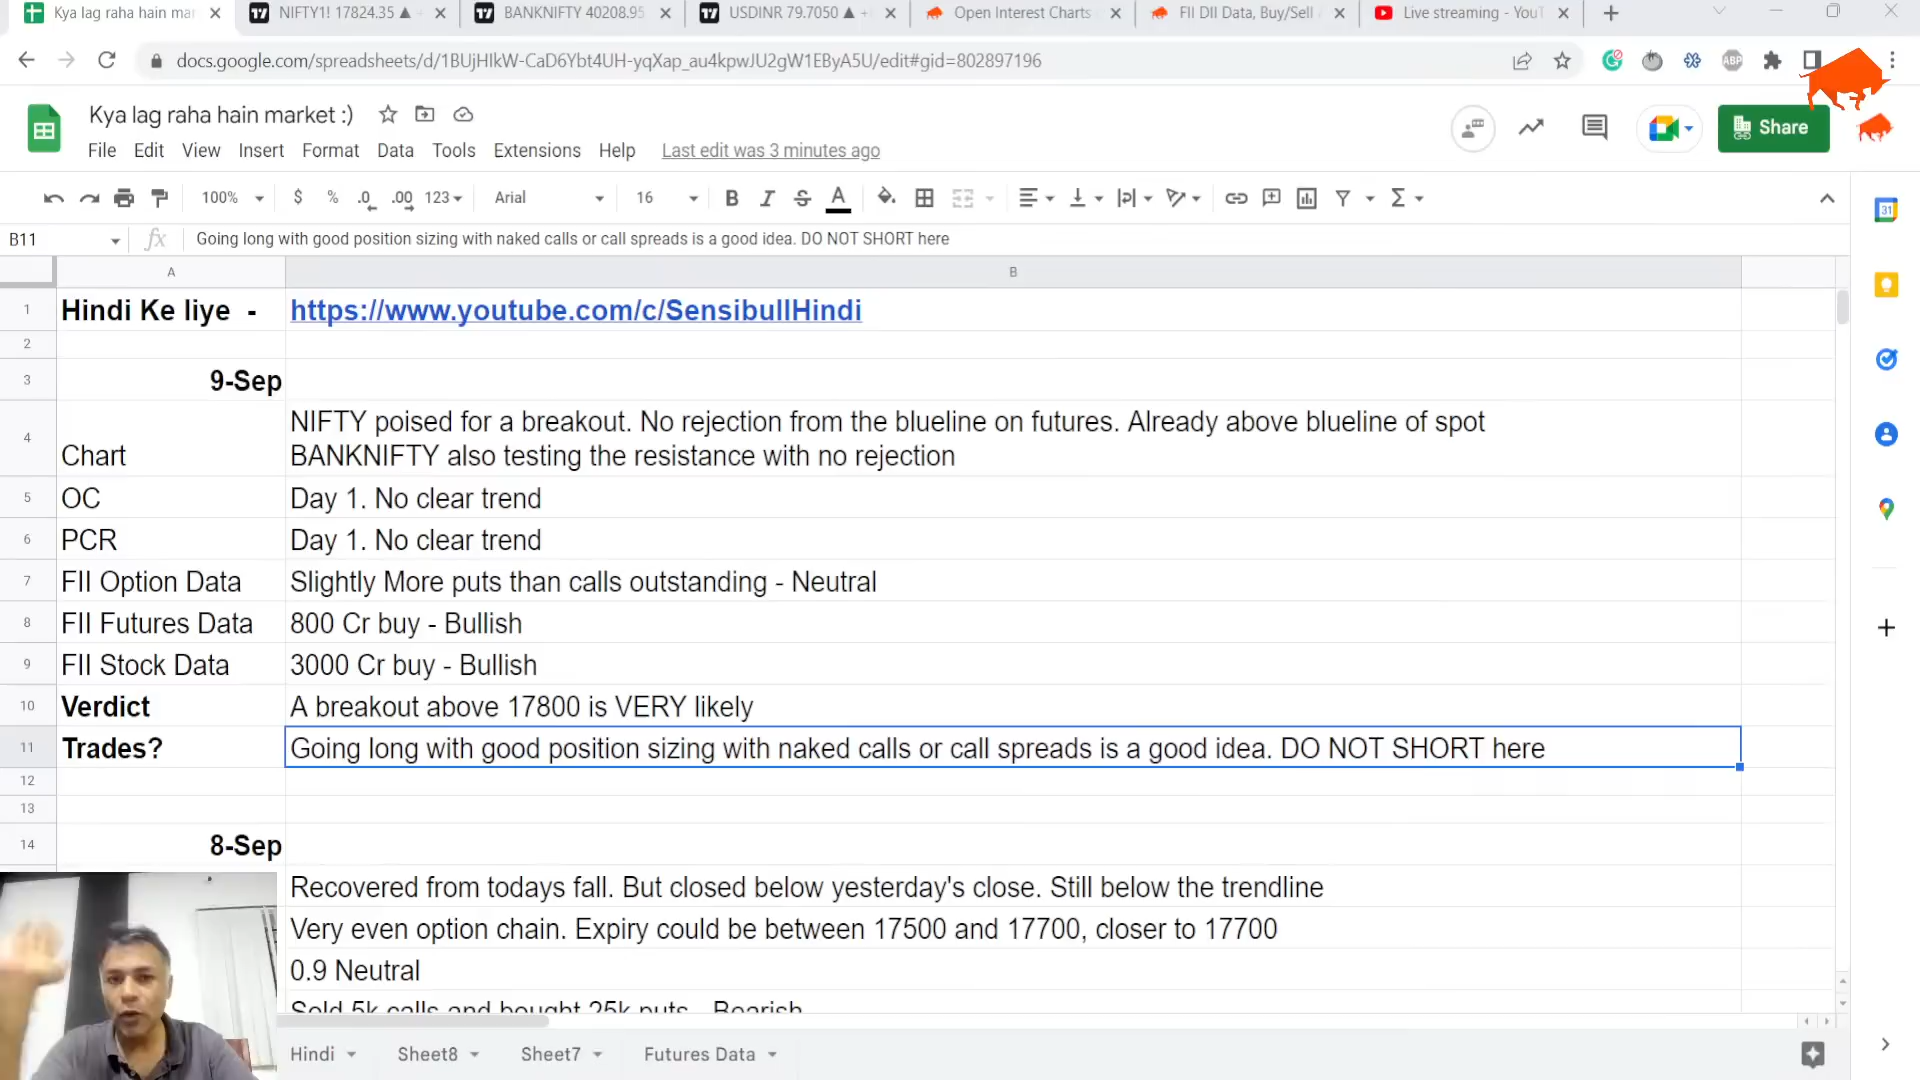 Kya lag raha hain mar
NIFTY1! 17824.35 ▲
BANKNIFTY 40208.95
USDINR 79.7050 ▲ +
Open Interest Charts
FII DII Data, Buy/Sell
Live streaming - YouT
docs.google.com/spreadsheets/d/1BUjHIkW-CaD6Ybt4UH-yqXap_au4kpwJU2gW1EByA5U/edit#gid=802897196
ABP
Kya lag raha hain market :)
Share
File Edit View Insert Format Data Tools Extensions Help Last edit was 3 minutes ago
100% $ % .0 .00 123 Arial 16 B I S A
31
B11 fx Going long with good position sizing with naked calls or call spreads is a good idea. DO NOT SHORT here
A B
1 Hindi Ke liye - https://www.youtube.com/c/SensibullHindi
2
3 9-Sep
NIFTY poised for a breakout. No rejection from the blueline on futures. Already above blueline of spot
4 Chart BANKNIFTY also testing the resistance with no rejection
5 OC Day 1. No clear trend
6 PCR Day 1. No clear trend
7 FII Option Data Slightly More puts than calls outstanding - Neutral
8 FII Futures Data 800 Cr buy - Bullish
9 FII Stock Data 3000 Cr buy - Bullish
10 Verdict A breakout above 17800 is VERY likely
11 Trades? Going long with good position sizing with naked calls or call spreads is a good idea. DO NOT SHORT here
12
13
14 8-Sep
Recovered from todays fall. But closed below yesterday's close. Still below the trendline
Very even option chain. Expiry could be between 17500 and 17700, closer to 17700
0.9 Neutral
Sold 5k calls and bought 25k puts - Bearish
Hindi Sheet8 Sheet7 Futures Data